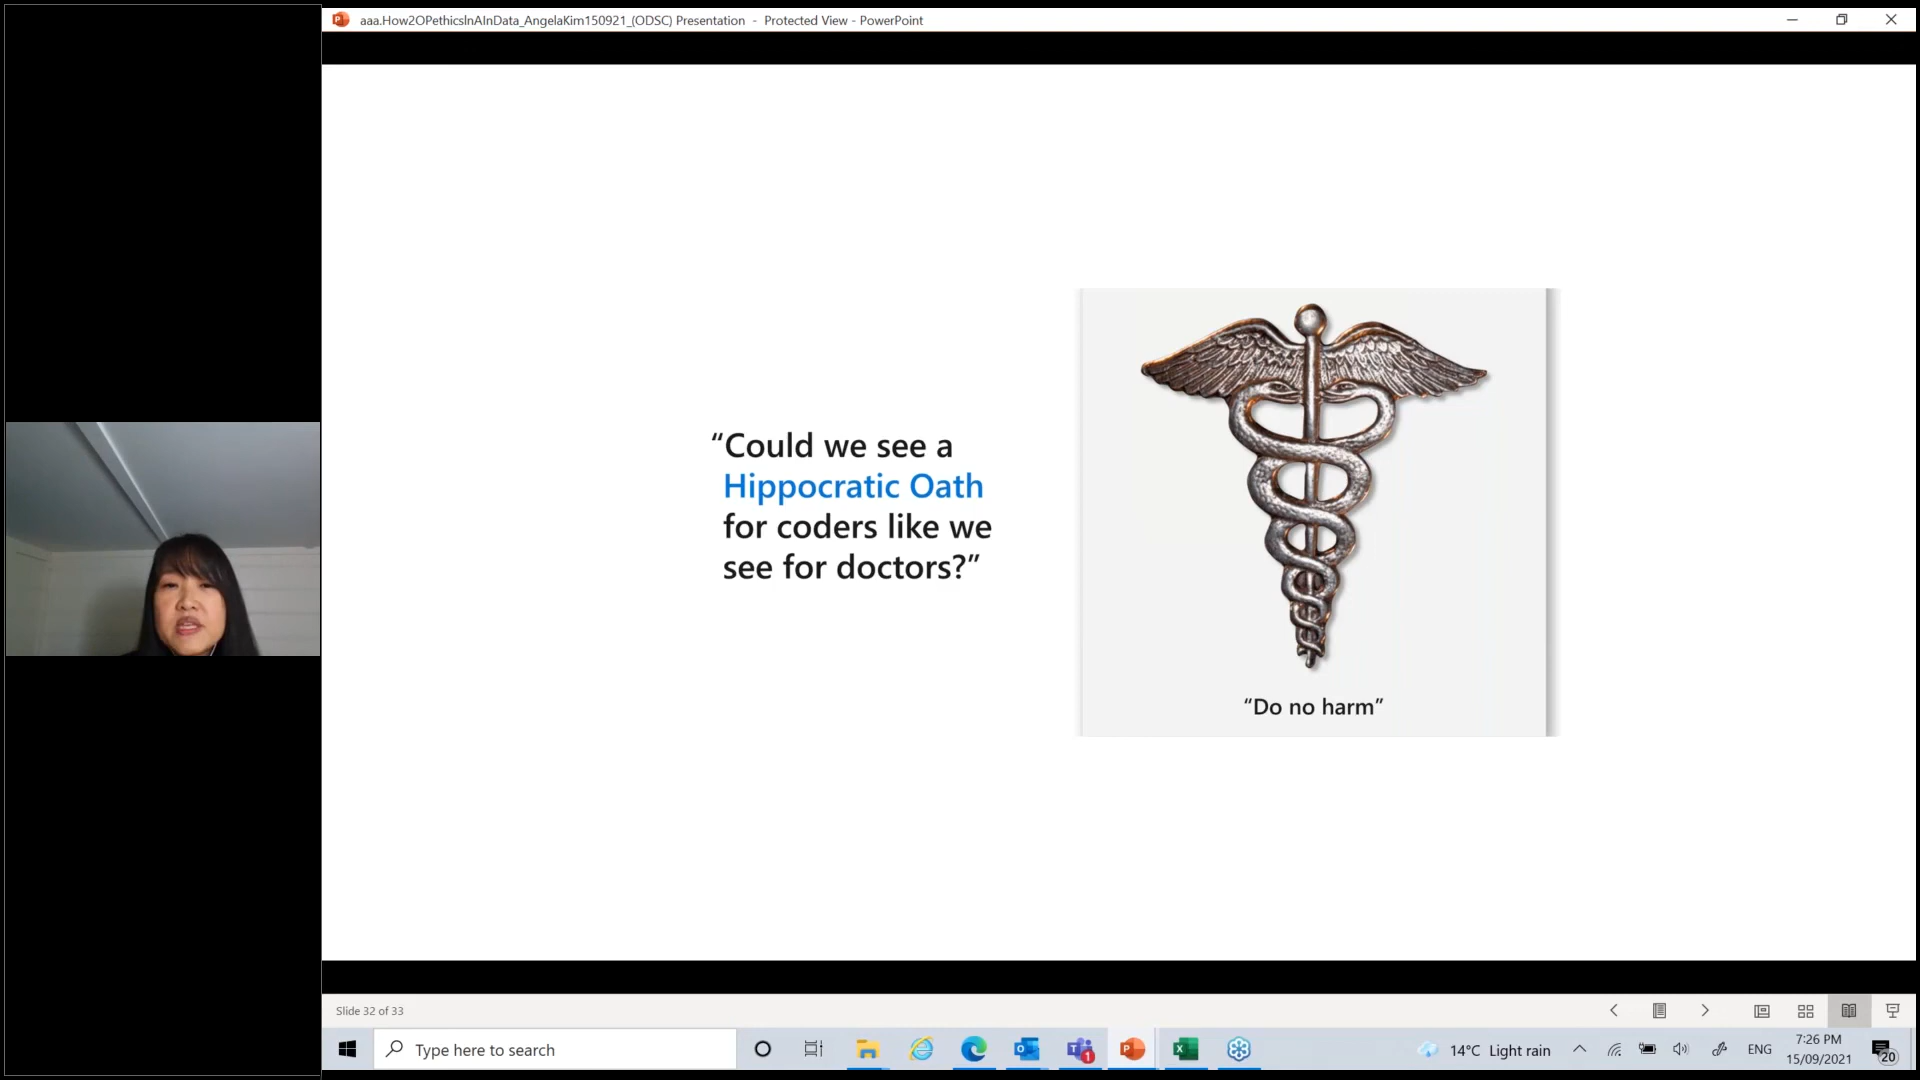 aaa.How2OPethicsInAInData_AngelaKim150921_(ODSC) Presentation - Protected View - PowerPoint
“Could we see a
Hippocratic Oath
for coders like we
see for doctors?”
“Do no harm”
Slide 32 of 33
Type here to search
1
14°C Light rain
ENG
7:26 PM
15/09/2021
20